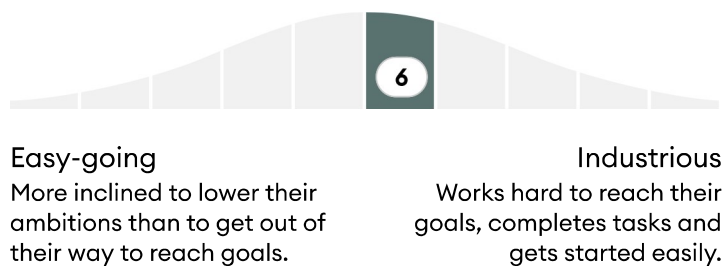 6
Easy-going
More inclined to lower their
ambitions than to get out of
their way to reach goals.
Industrious
Works hard to reach their
goals, completes tasks and
gets started easily.